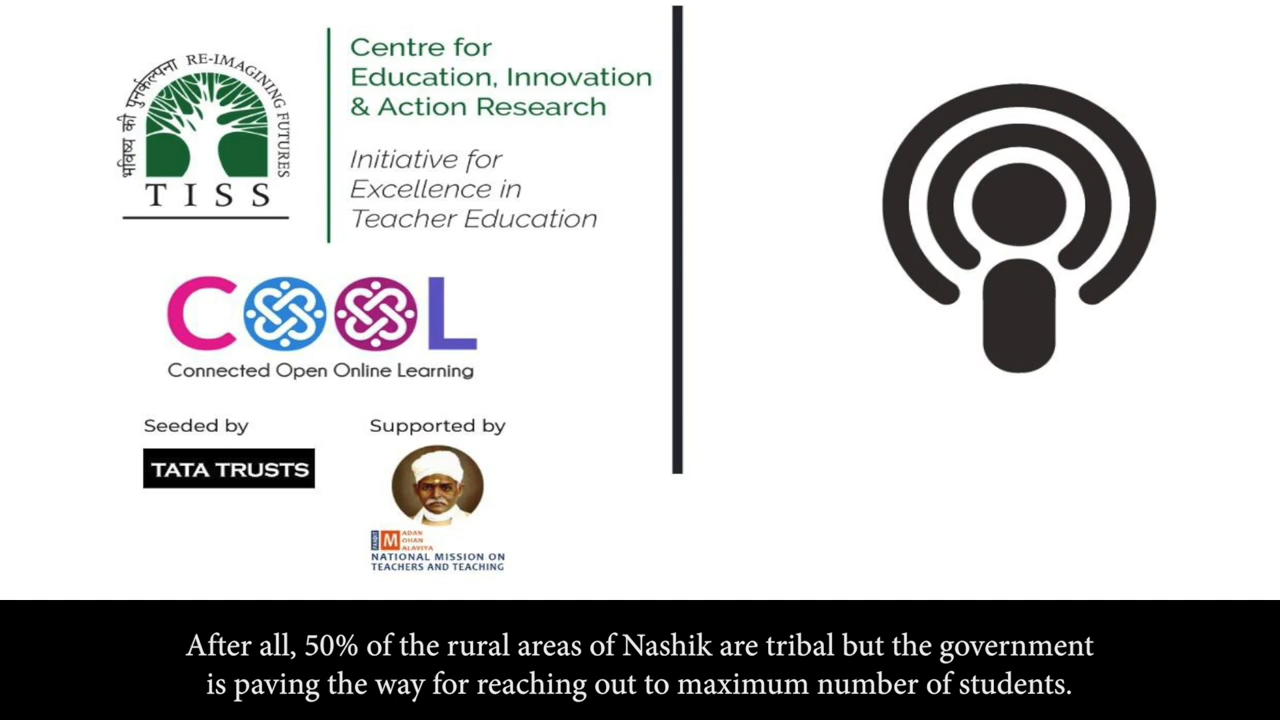 भविष्य की पुनर्कल्पना RE-IMAGINING FUTURES
TISS
Centre for
Education, Innovation
& Action Research
Initiative for
Excellence in
Teacher Education
COOL
Connected Open Online Learning
Seeded by
TATA TRUSTS
Supported by
MADAN
MOHAN
MALAVIYA
NATIONAL MISSION ON
TEACHERS AND TEACHING
After all, 50% of the rural areas of Nashik are tribal but the government
is paving the way for reaching out to maximum number of students.